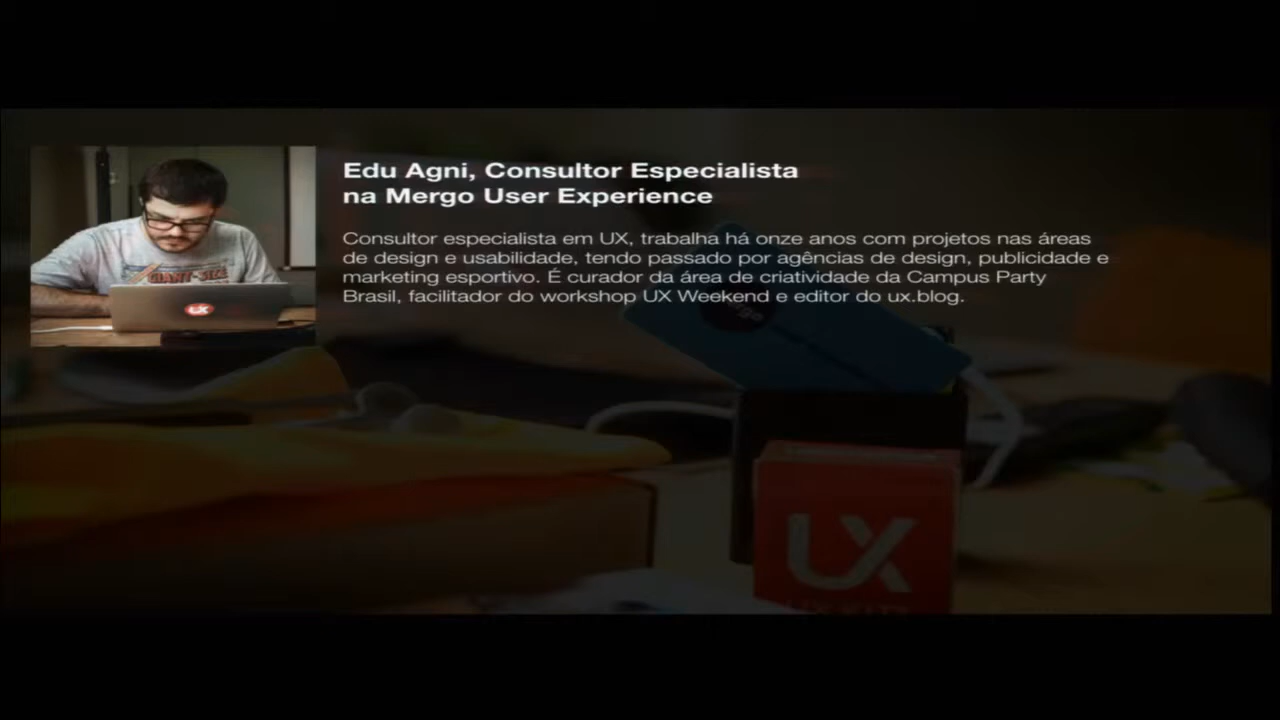 Edu Agni, Consultor Especialista
na Mergo User Experience
Consultor especialista em UX, trabalha há onze anos com projetos nas áreas
de design e usabilidade, tendo passado por agências de design, publicidade e
marketing esportivo. É curador da área de criatividade da Campus Party
Brasil, facilitador do workshop UX Weekend e editor do ux.blog.
GIANT-SIZE
UX
UX